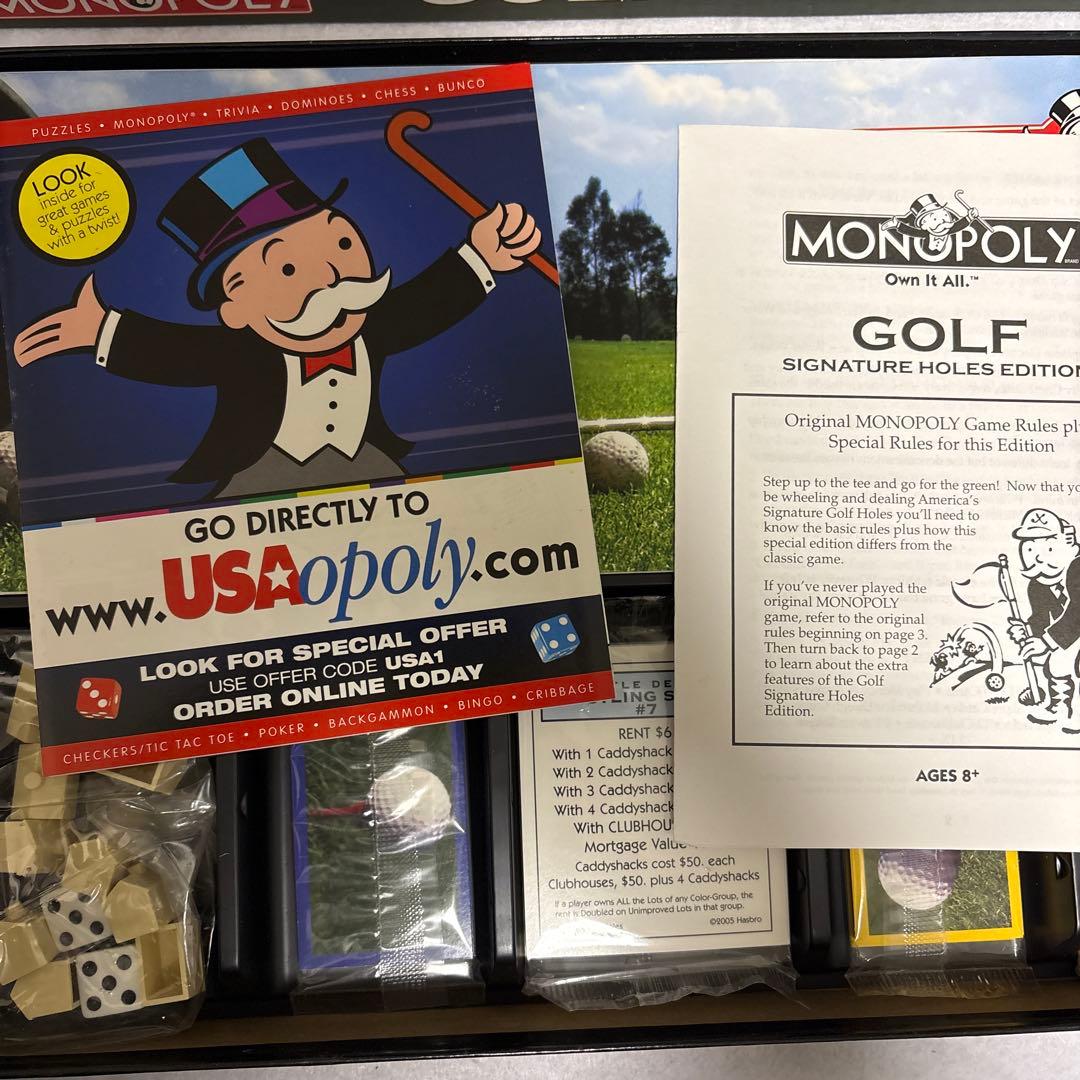 MONOPOLY
PUZZLES • MONOPOLY® • TRIVIA • DOMINOES • CHESS • BUNCO
LOOK
inside for
great games
& puzzles
with a twist!
GO DIRECTLY TO
www.USAopoly.com
LOOK FOR SPECIAL OFFER
USE OFFER CODE USA1
ORDER ONLINE TODAY
CHECKERS/TIC TAC TOE • POKER • BACKGAMMON • BINGO • CRIBBAGE
MONOPOLY
BRAND
Own It All.™
GOLF
SIGNATURE HOLES EDITION
Original MONOPOLY Game Rules pl
Special Rules for this Edition
Step up to the tee and go for the green! Now that yo
be wheeling and dealing America's
Signature Golf Holes you'll need to
know the basic rules plus how this
special edition differs from the
classic game.
If you've never played the
original MONOPOLY
game, refer to the original
rules beginning on page 3.
Then turn back to page 2
to learn about the extra
features of the Golf
Signature Holes
Edition.
AGES 8+
#7
RENT $6
With 1 Caddyshack
With 2 Caddyshack
With 3 Caddyshack
With 4 Caddyshack
With CLUBHOU
Mortgage Value
Caddyshacks cost $50. each
Clubhouses, $50. plus 4 Caddyshacks
If a player owns ALL the Lots of any Color-Group, the
rent is Doubled on Unimproved Lots in that group.
©2005 Hasbro